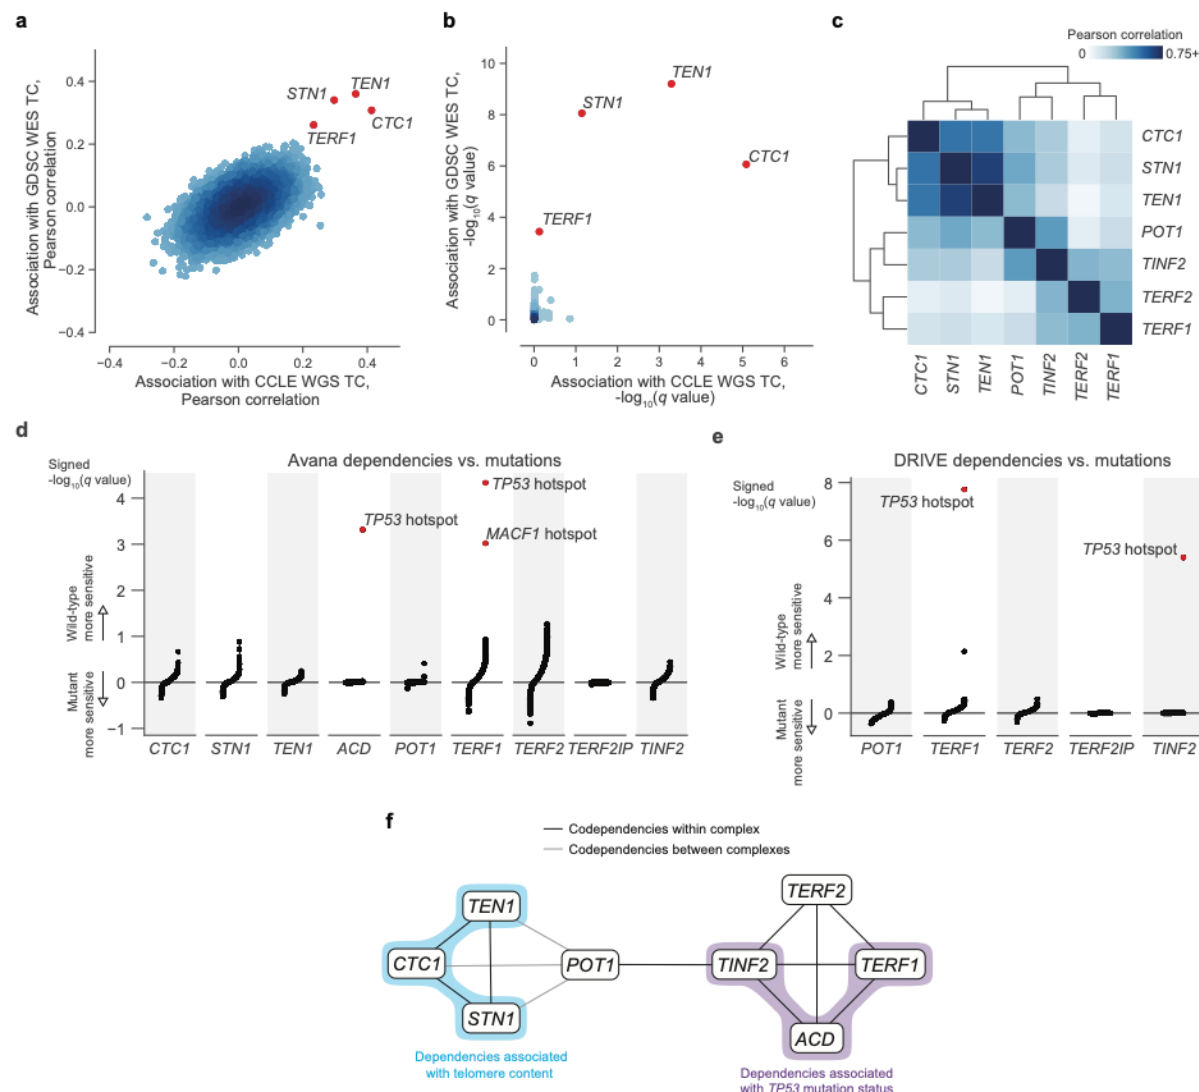 a
Association with GDSC WES TC,
Pearson correlation
0.4
0.2
0.0
−0.2
−0.4
STN1
TEN1
CTC1
TERF1
−0.4
−0.2
0.0
0.2
0.4
Association with CCLE WGS TC,
Pearson correlation
b
Association with GDSC WES TC,
-log10(q value)
10
8
6
4
2
0
TEN1
STN1
CTC1
TERF1
0
1
2
3
4
5
6
Association with CCLE WGS TC,
-log10(q value)
c
Pearson correlation
0
0.75+
CTC1
STN1
TEN1
POT1
TINF2
TERF2
TERF1
CTC1
STN1
TEN1
POT1
TINF2
TERF2
TERF1
d
Avana dependencies vs. mutations
Signed
-log10(q value)
4
3
2
1
0
−1
Wild-type
more sensitive
Mutant
more sensitive
TP53 hotspot
TP53 hotspot
MACF1 hotspot
CTC1
STN1
TEN1
ACD
POT1
TERF1
TERF2
TERF2IP
TINF2
e
DRIVE dependencies vs. mutations
Signed
-log10(q value)
8
6
4
2
0
Wild-type
more sensitive
Mutant
more sensitive
TP53 hotspot
TP53 hotspot
POT1
TERF1
TERF2
TERF2IP
TINF2
f
Codependencies within complex
Codependencies between complexes
TEN1
CTC1
STN1
POT1
TERF2
TINF2
TERF1
ACD
Dependencies associated
with telomere content
Dependencies associated
with TP53 mutation status